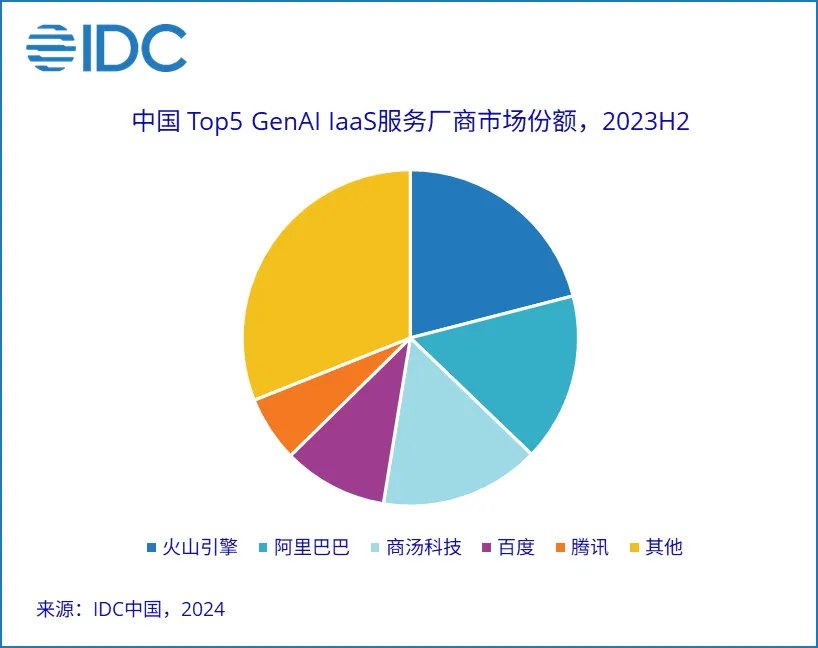 IDC
中国 Top5 GenAI IaaS服务厂商市场份额，2023H2
火山引擎 阿里巴巴 商汤科技 百度 腾讯 其他
来源：IDC中国，2024